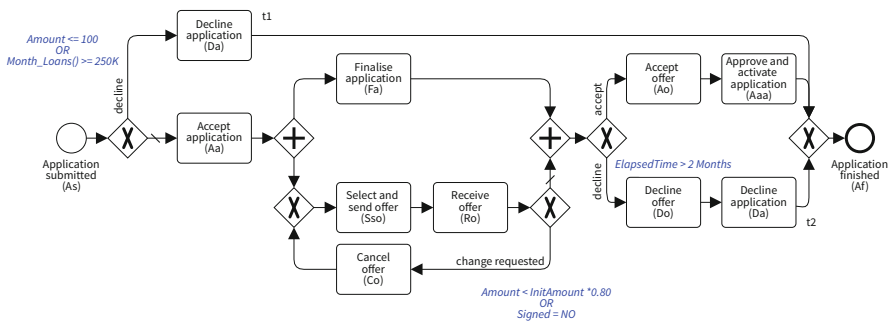 Decline
application
(Da)
t1
Amount <= 100
OR
Month_Loans() >= 250K
decline
Finalise
application
(Fa)
accept
Accept
offer
(Ao)
Approve and
activate
application
(Aaa)
Accept
application
(Aa)
Application
submitted
(As)
Application
finished
(Af)
ElapsedTime > 2 Months
decline
Select and
send offer
(Sso)
Receive
offer
(Ro)
Decline
offer
(Do)
Decline
application
(Da)
t2
Cancel
offer
(Co)
change requested
Amount < InitAmount *0.80
OR
Signed = NO